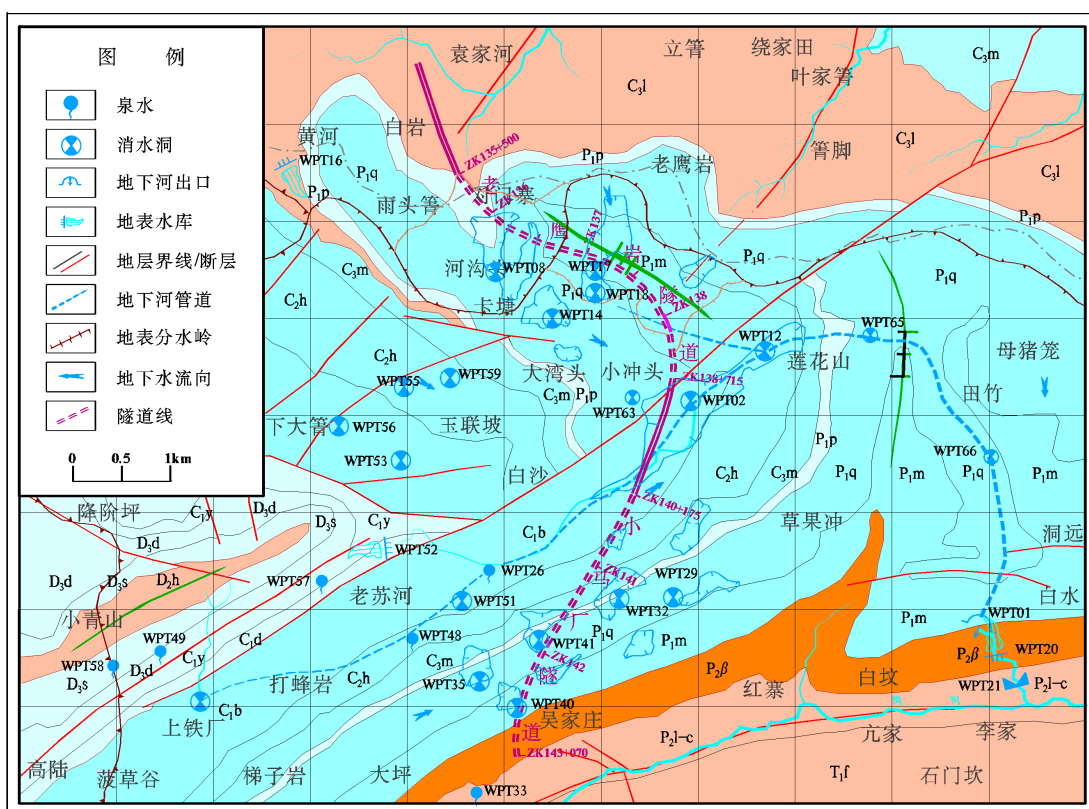 图 例
泉水
消水洞
地下河出口
地表水库
地层界线/断层
地下河管道
地表分水岭
地下水流向
隧道线
0 0.5 1km
袁家河
立箐
绕家田
叶家箐
C3m
C3l
白岩
黄河
WPT16
P1q
P1p
ZK135+500
P1p
老鹰岩
箐脚
C3l
C3l
雨头箐
ZK136
ZK137
P1p
老鹰岩隧道
河沟头
WPT08
WPT17
P1m
P1q
P1q
C3m
C2h
卡塘
P1q
WPT18
WPT14
ZK138
WPT65
WPT12
莲花山
母猪笼
C2h
WPT55
WPT59
大湾头
小冲头
C3m
P1p
ZK138+715
WPT63
WPT02
田竹
下大箐
WPT56
玉联坡
P1p
WPT53
白沙
C2h
C3m
P1q
P1m
WPT66
P1q
P1m
ZK140+175
降阶坪
C1y
D3d
D3s
C1y
C1b
草果冲
洞远
D3d
WPT52
小江厂隧道
D3d
D3s
D2h
WPT57
WPT26
ZK141
WPT29
老苏河
WPT51
WPT32
白水
小青山
WPT49
C1d
WPT48
WPT41
P1q
P1m
P1m
WPT01
WPT58
D3s
D3d
C1y
C3m
ZK142
P2β
P2β
WPT20
打蜂岩
C2h
WPT35
红寨
白坟
WPT21
P2l-c
C1b
上铁厂
WPT40
吴家庄
P2l-c
亢家
李家
ZK143+070
高陆
菠草谷
梯子岩
大坪
T1f
石门坎
WPT33